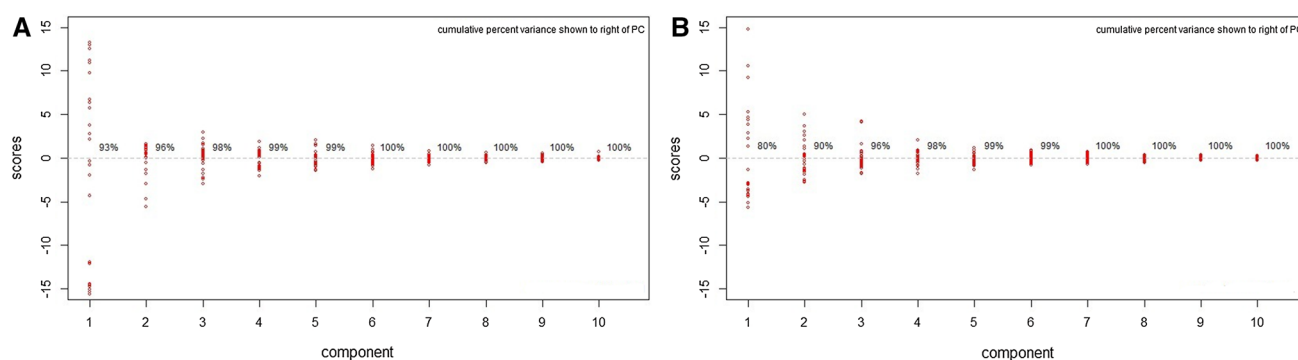 A
cumulative percent variance shown to right of PC
15
10
5
0
-5
-10
-15
scores
93% 96% 98% 99% 99% 100% 100% 100% 100% 100%
1 2 3 4 5 6 7 8 9 10
component
B
cumulative percent variance shown to right of PC
15
10
5
0
-5
-10
-15
scores
80% 90% 96% 98% 99% 99% 100% 100% 100% 100%
1 2 3 4 5 6 7 8 9 10
component